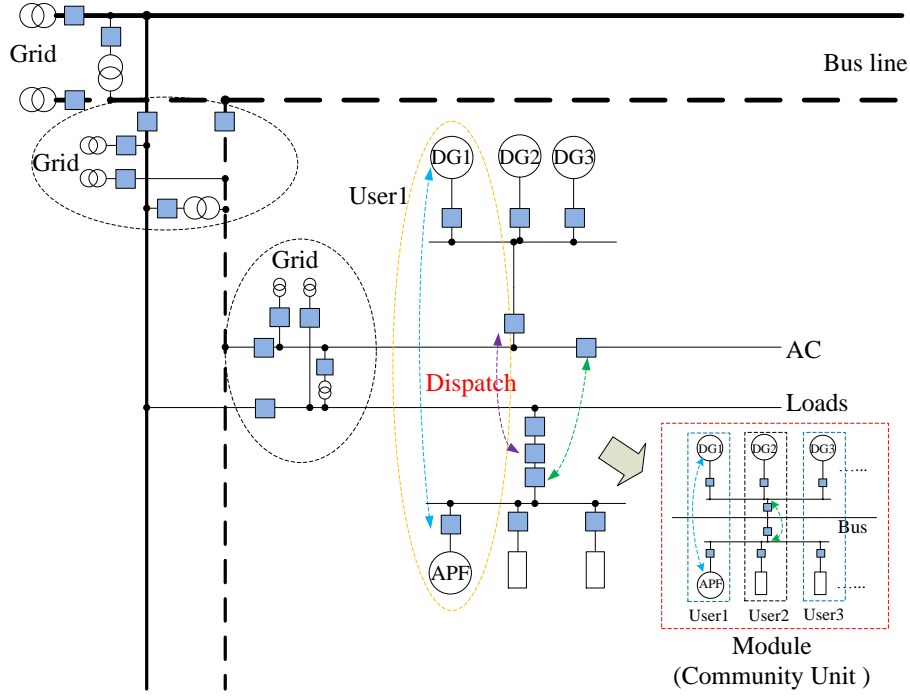 Grid
Bus line
Grid
DG1
DG2
DG3
User1
Grid
AC
Dispatch
Loads
DG1
DG2
DG3
.......
Bus
APF
APF
......
User1
User2
User3
Module
(Community Unit )